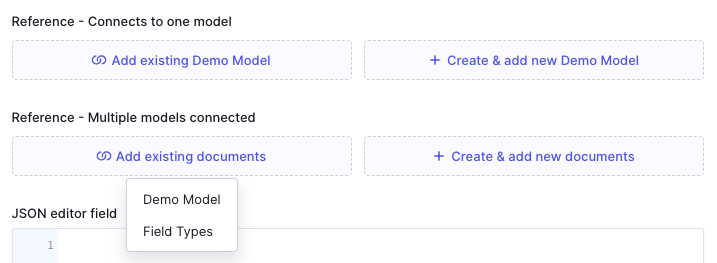 Reference - Connects to one model
Add existing Demo Model
Create & add new Demo Model
Reference - Multiple models connected
Add existing documents
Create & add new documents
Demo Model
Field Types
JSON editor field
1